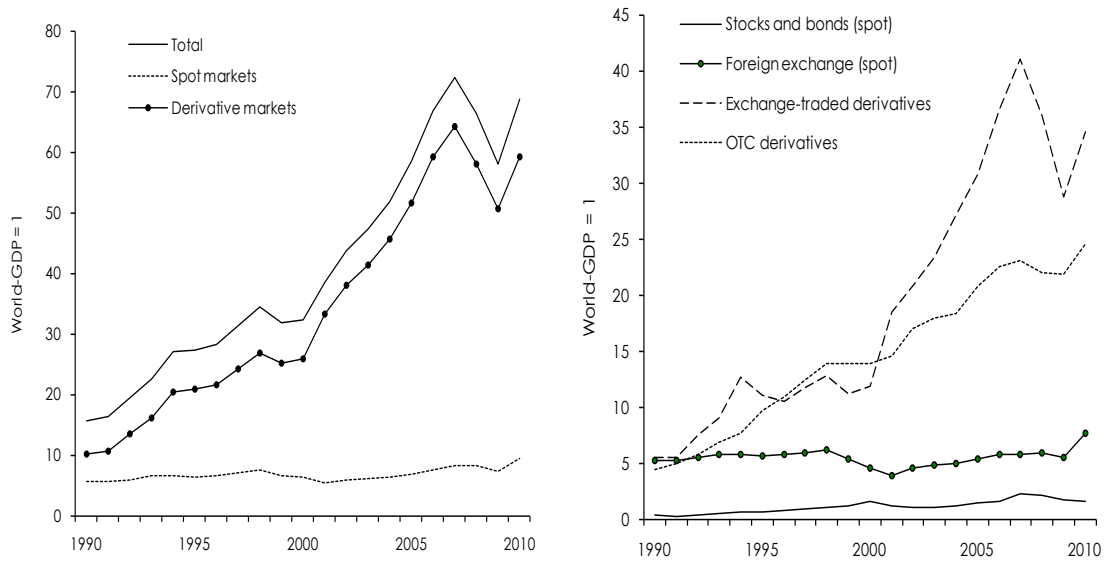 80
70
60
50
40
30
20
10
0
World-GDP = 1
Total
Spot markets
Derivative markets
1990 1995 2000 2005 2010
45
40
35
30
25
20
15
10
5
0
World-GDP = 1
Stocks and bonds (spot)
Foreign exchange (spot)
Exchange-traded derivatives
OTC derivatives
1990 1995 2000 2005 2010